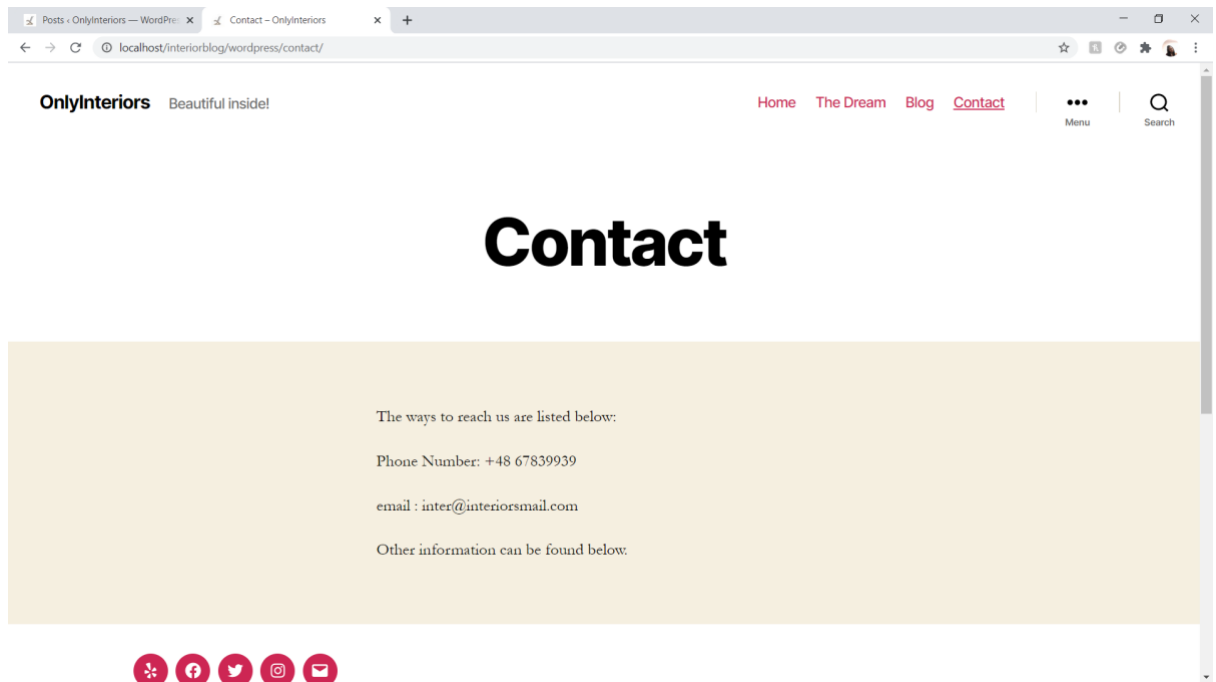 Posts ‹ OnlyInteriors — WordPre
Contact – OnlyInteriors
localhost/interiorblog/wordpress/contact/
OnlyInteriors Beautiful inside!
Home The Dream Blog Contact
Menu
Search
Contact
The ways to reach us are listed below:
Phone Number: +48 67839939
email : inter@interiorsmail.com
Other information can be found below.